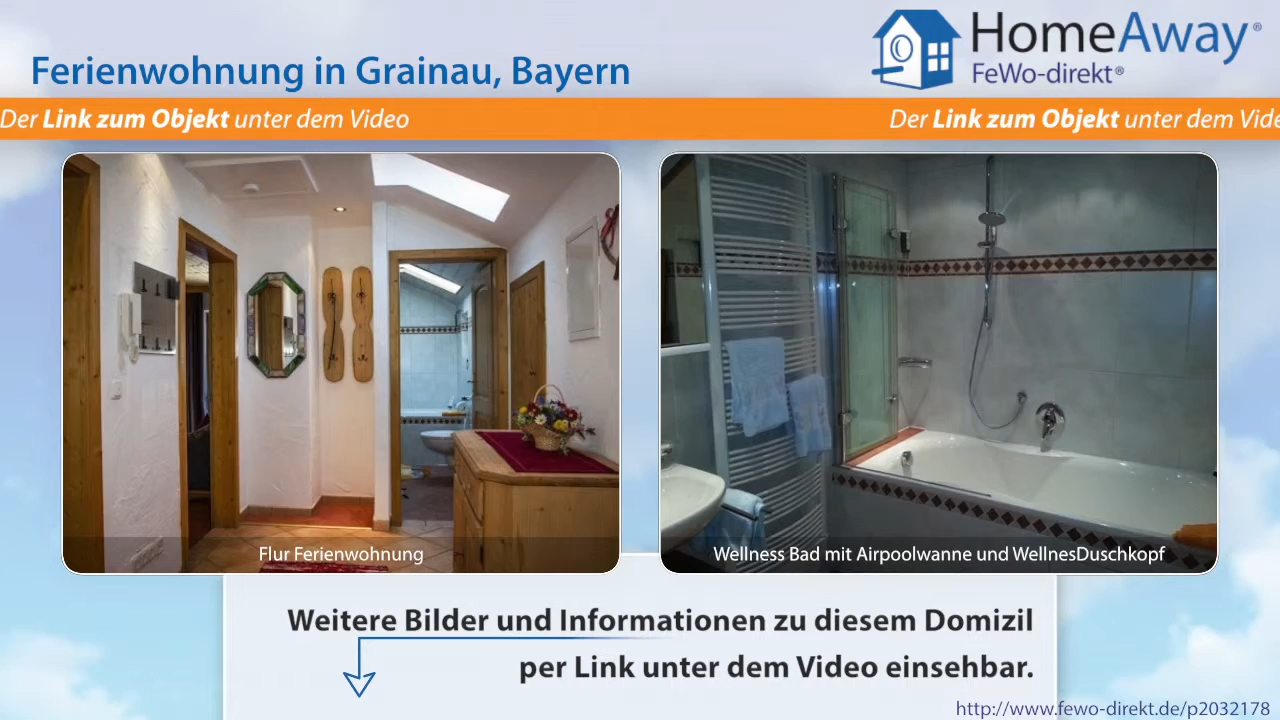 HomeAway®
FeWo-direkt®
Ferienwohnung in Grainau, Bayern
Der Link zum Objekt unter dem Video
Der Link zum Objekt unter dem Vide
Flur Ferienwohnung
Wellness Bad mit Airpoolwanne und WellnesDuschkopf
Weitere Bilder und Informationen zu diesem Domizil
per Link unter dem Video einsehbar.
http://www.fewo-direkt.de/p2032178